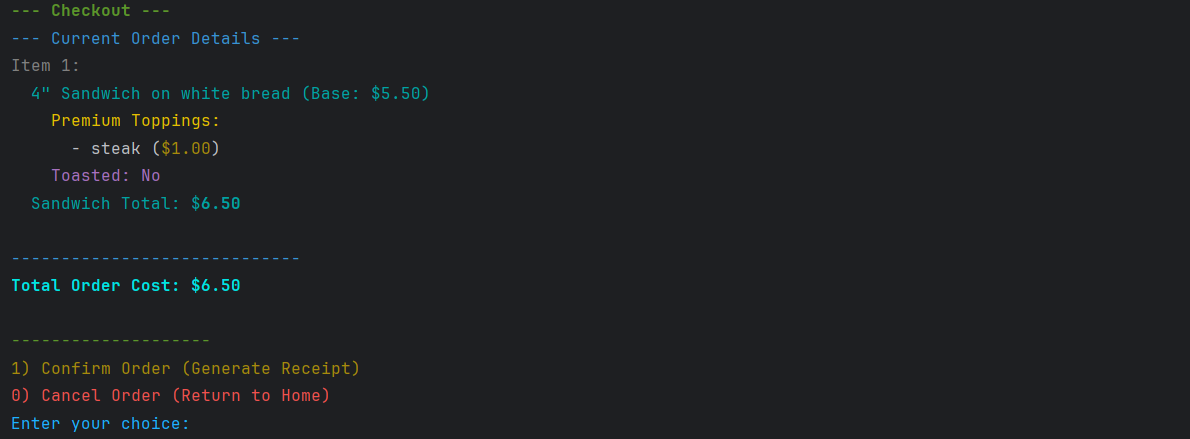 --- Checkout ---
--- Current Order Details ---
Item 1:
4" Sandwich on white bread (Base: $5.50)
Premium Toppings:
- steak ($1.00)
Toasted: No
Sandwich Total: $6.50
-----------------------------
Total Order Cost: $6.50
--------------------
1) Confirm Order (Generate Receipt)
0) Cancel Order (Return to Home)
Enter your choice: